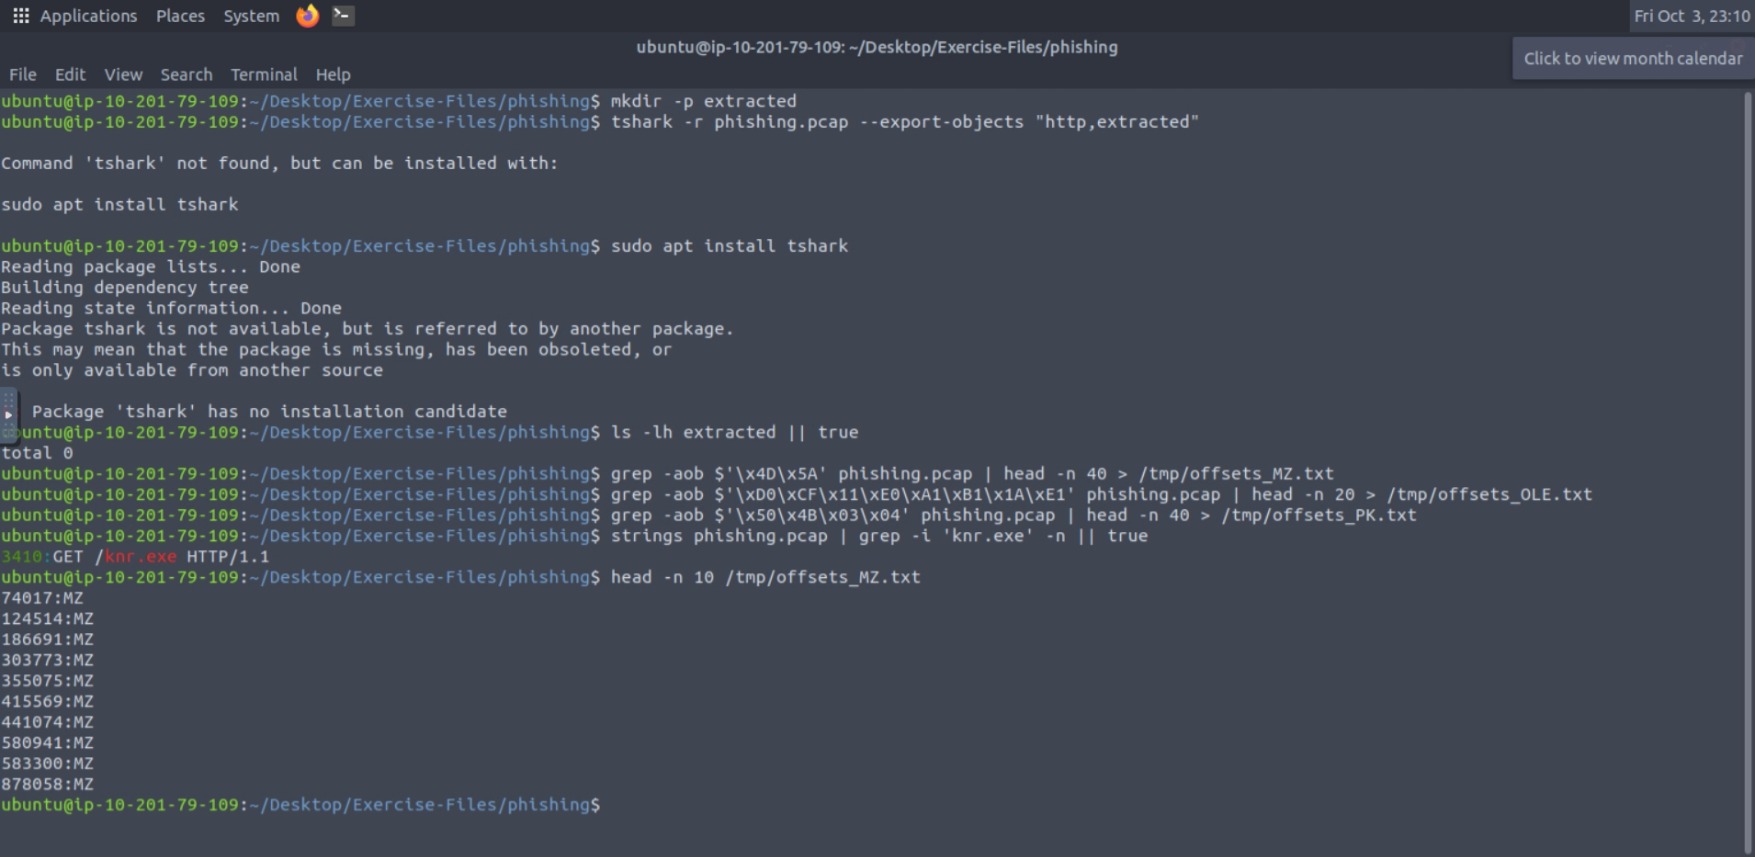 Applications Places System Fri Oct 3, 23:10
ubuntu@ip-10-201-79-109: ~/Desktop/Exercise-Files/phishing
Click to view month calendar
File Edit View Search Terminal Help
ubuntu@ip-10-201-79-109:~/Desktop/Exercise-Files/phishing$ mkdir -p extracted
ubuntu@ip-10-201-79-109:~/Desktop/Exercise-Files/phishing$ tshark -r phishing.pcap --export-objects "http,extracted"
Command 'tshark' not found, but can be installed with:
sudo apt install tshark
ubuntu@ip-10-201-79-109:~/Desktop/Exercise-Files/phishing$ sudo apt install tshark
Reading package lists... Done
Building dependency tree
Reading state information... Done
Package tshark is not available, but is referred to by another package.
This may mean that the package is missing, has been obsoleted, or
is only available from another source
Package 'tshark' has no installation candidate
ubuntu@ip-10-201-79-109:~/Desktop/Exercise-Files/phishing$ ls -lh extracted || true
total 0
ubuntu@ip-10-201-79-109:~/Desktop/Exercise-Files/phishing$ grep -aob $'\x4D\x5A' phishing.pcap | head -n 40 > /tmp/offsets_MZ.txt
ubuntu@ip-10-201-79-109:~/Desktop/Exercise-Files/phishing$ grep -aob $'\xD0\xCF\x11\xE0\xA1\xB1\x1A\xE1' phishing.pcap | head -n 20 > /tmp/offsets_OLE.txt
ubuntu@ip-10-201-79-109:~/Desktop/Exercise-Files/phishing$ grep -aob $'\x50\x4B\x03\x04' phishing.pcap | head -n 40 > /tmp/offsets_PK.txt
ubuntu@ip-10-201-79-109:~/Desktop/Exercise-Files/phishing$ strings phishing.pcap | grep -i 'knr.exe' -n || true
3410:GET /knr.exe HTTP/1.1
ubuntu@ip-10-201-79-109:~/Desktop/Exercise-Files/phishing$ head -n 10 /tmp/offsets_MZ.txt
74017:MZ
124514:MZ
186691:MZ
303773:MZ
355075:MZ
415569:MZ
441074:MZ
580941:MZ
583300:MZ
878058:MZ
ubuntu@ip-10-201-79-109:~/Desktop/Exercise-Files/phishing$